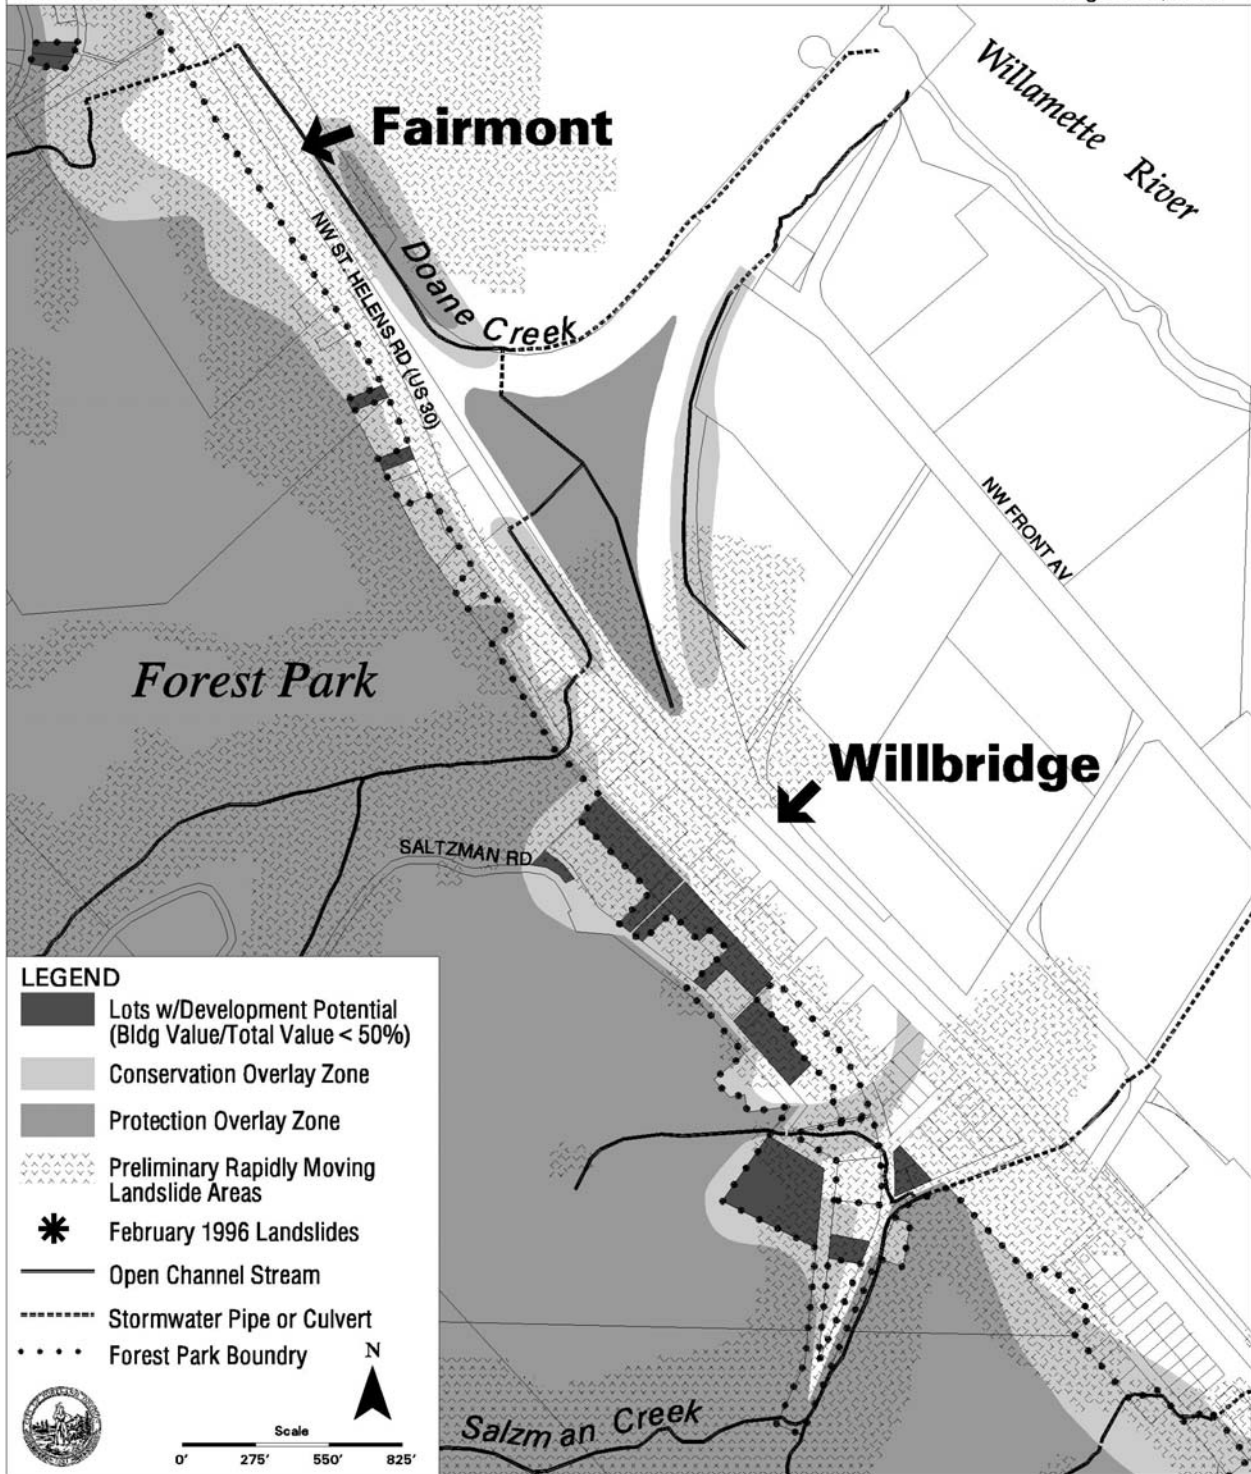 Willamette River
Fairmont
Doane Creek
NW ST. HELENS RD (US 30)
NW FRONT AV
Forest Park
Willbridge
SALTZMAN RD
LEGEND
Lots w/Development Potential
(Bldg Value/Total Value < 50%)
Conservation Overlay Zone
Protection Overlay Zone
Preliminary Rapidly Moving
Landslide Areas
February 1996 Landslides
Open Channel Stream
Stormwater Pipe or Culvert
Forest Park Boundry
N
Scale
0' 275' 550' 825'
Salzman Creek